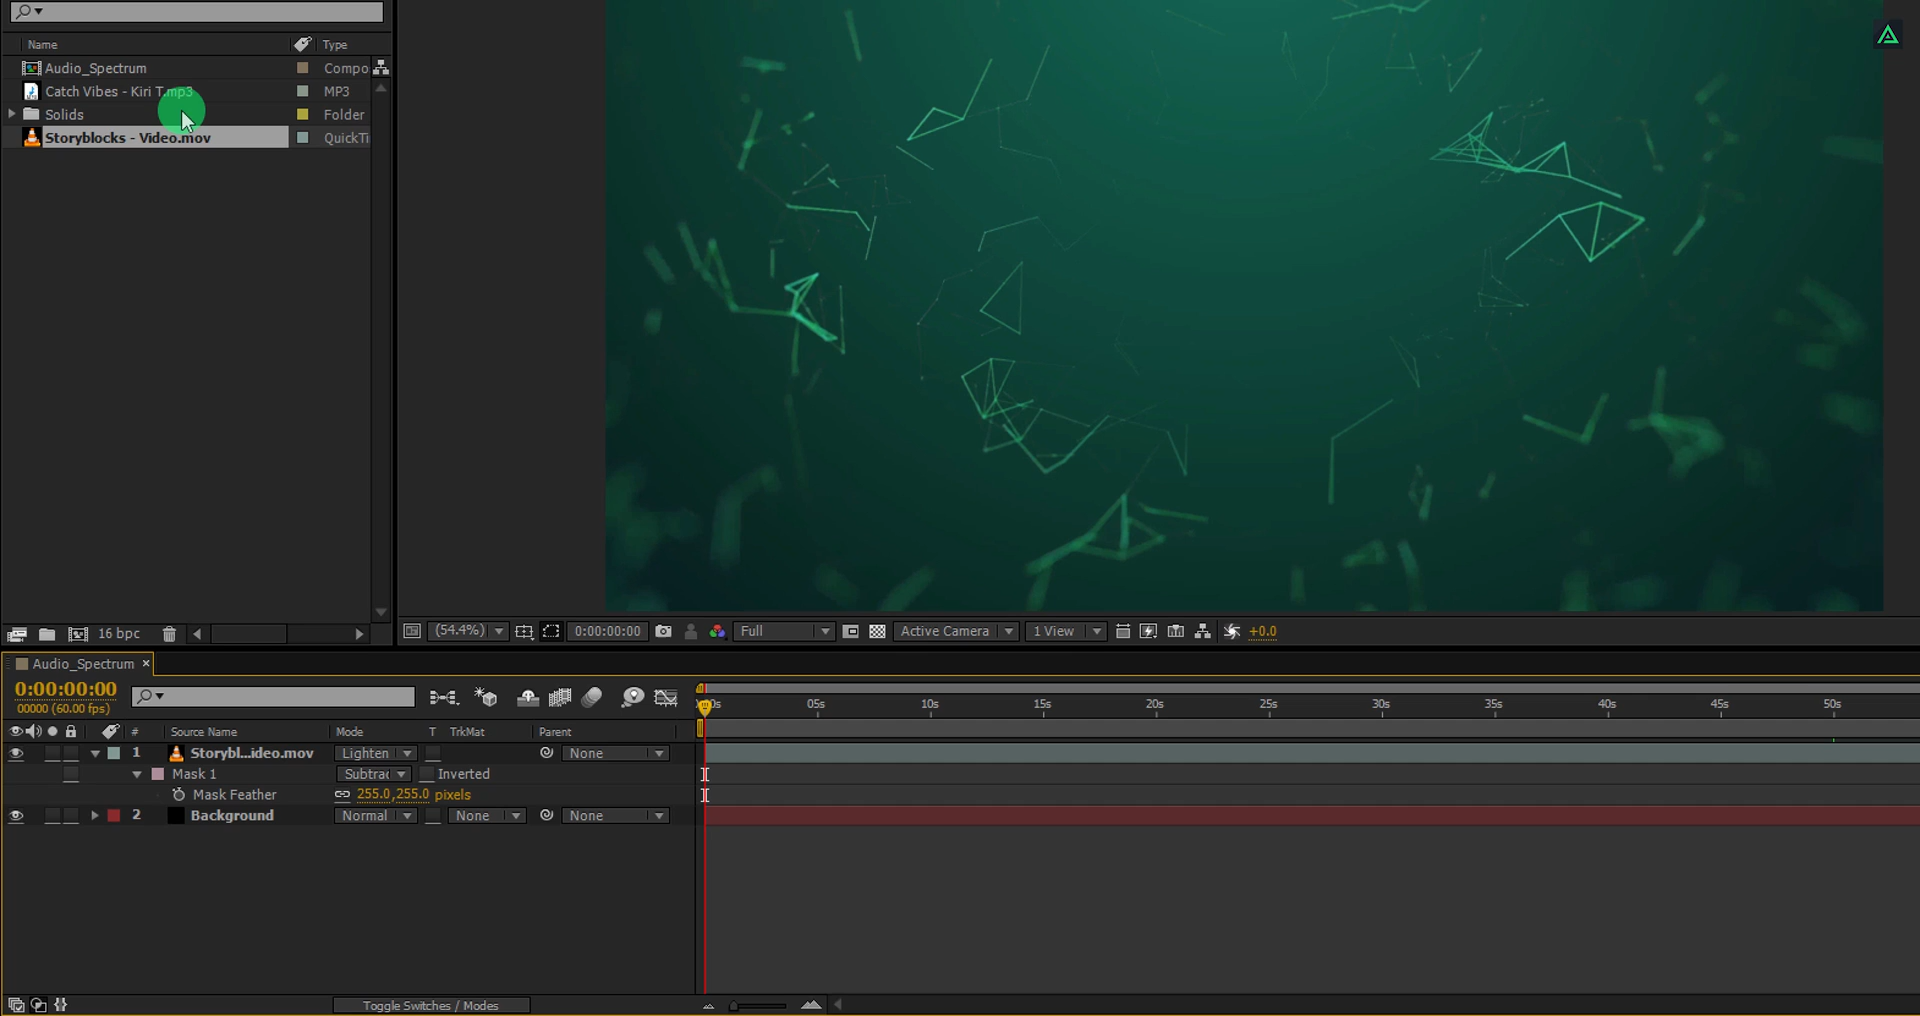 Name Type
Audio_Spectrum Compo
Catch Vibes - Kiri T.mp3 MP3
Solids Folder
Storyblocks - Video.mov QuickTi
16 bpc
(54.4%) 0:00:00:00 Full Active Camera 1 View +0.0
Audio_Spectrum ×
0:00:00:00
00000 (60.00 fps)
0s 05s 10s 15s 20s 25s 30s 35s 40s 45s 50s
# Source Name Mode T TrkMat Parent
1 Storybl...ideo.mov Lighten None
Mask 1 Subtrac Inverted
Mask Feather 255.0,255.0 pixels
2 Background Normal None None
Toggle Switches / Modes